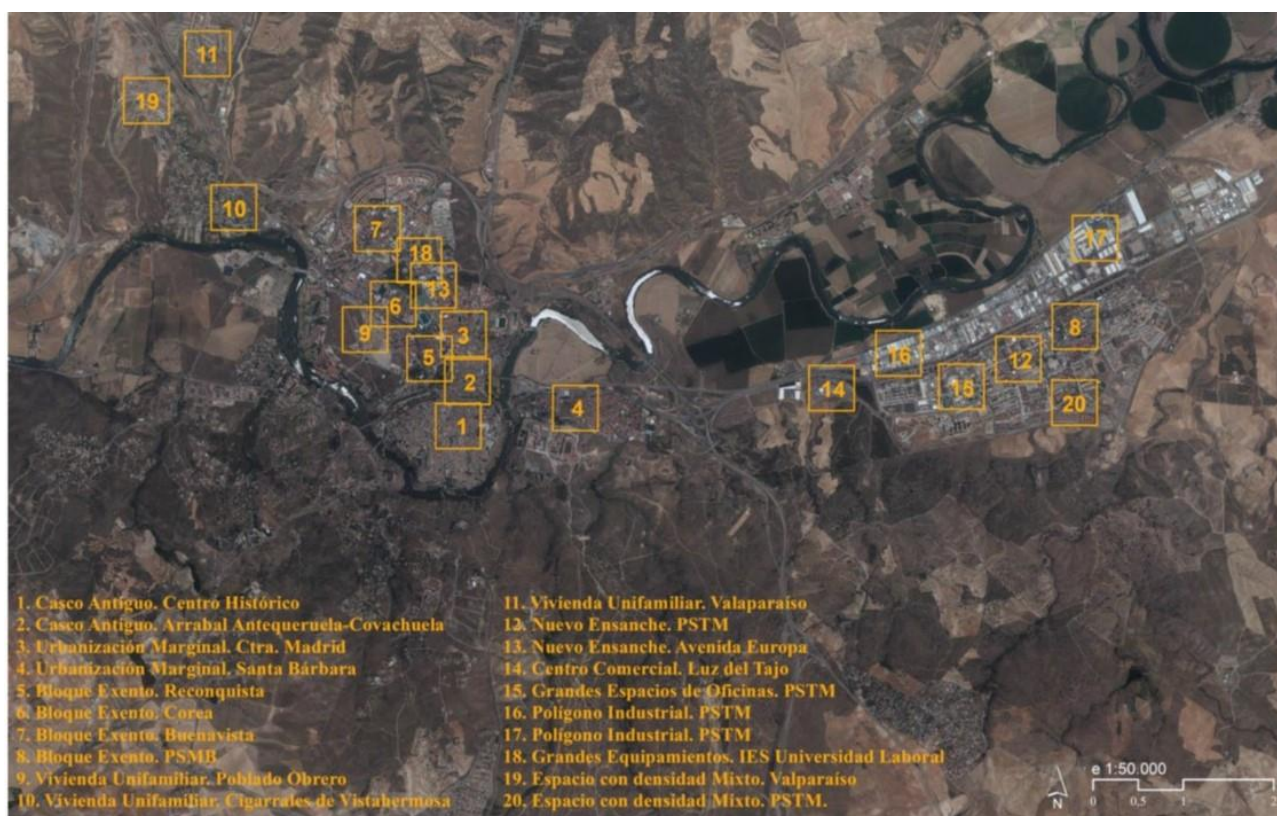 11
19
10
7
18
13
6
9
3
5
2
1
4
17
8
16
12
14
15
20
1. Casco Antíguo. Centro Histórico
2. Casco Antíguo. Arrabal Antequeruela-Covachuela
3. Urbanización Marginal. Ctra. Madrid
4. Urbanización Marginal. Santa Bárbara
5. Bloque Exento. Reconquista
6. Bloque Exento. Corea
7. Bloque Exento. Buenavista
8. Bloque Exento. PSMB
9. Vivienda Unifamiliar. Poblado Obrero
10. Vivienda Unifamiliar. Cigarrales de Vistahermosa
11. Vivienda Unifamiliar. Valaparaíso
12. Nuevo Ensanche. PSTM
13. Nuevo Ensanche. Avenida Europa
14. Centro Comercial. Luz del Tajo
15. Grandes Espacios de Oficinas. PSTM
16. Polígono Industrial. PSTM
17. Polígono Industrial. PSTM
18. Grandes Equipamientos. IES Universidad Laboral
19. Espacio con densidad Mixto. Valparaíso
20. Espacio con densidad Mixto. PSTM.
e 1:50.000
N
0 0,5 1 2